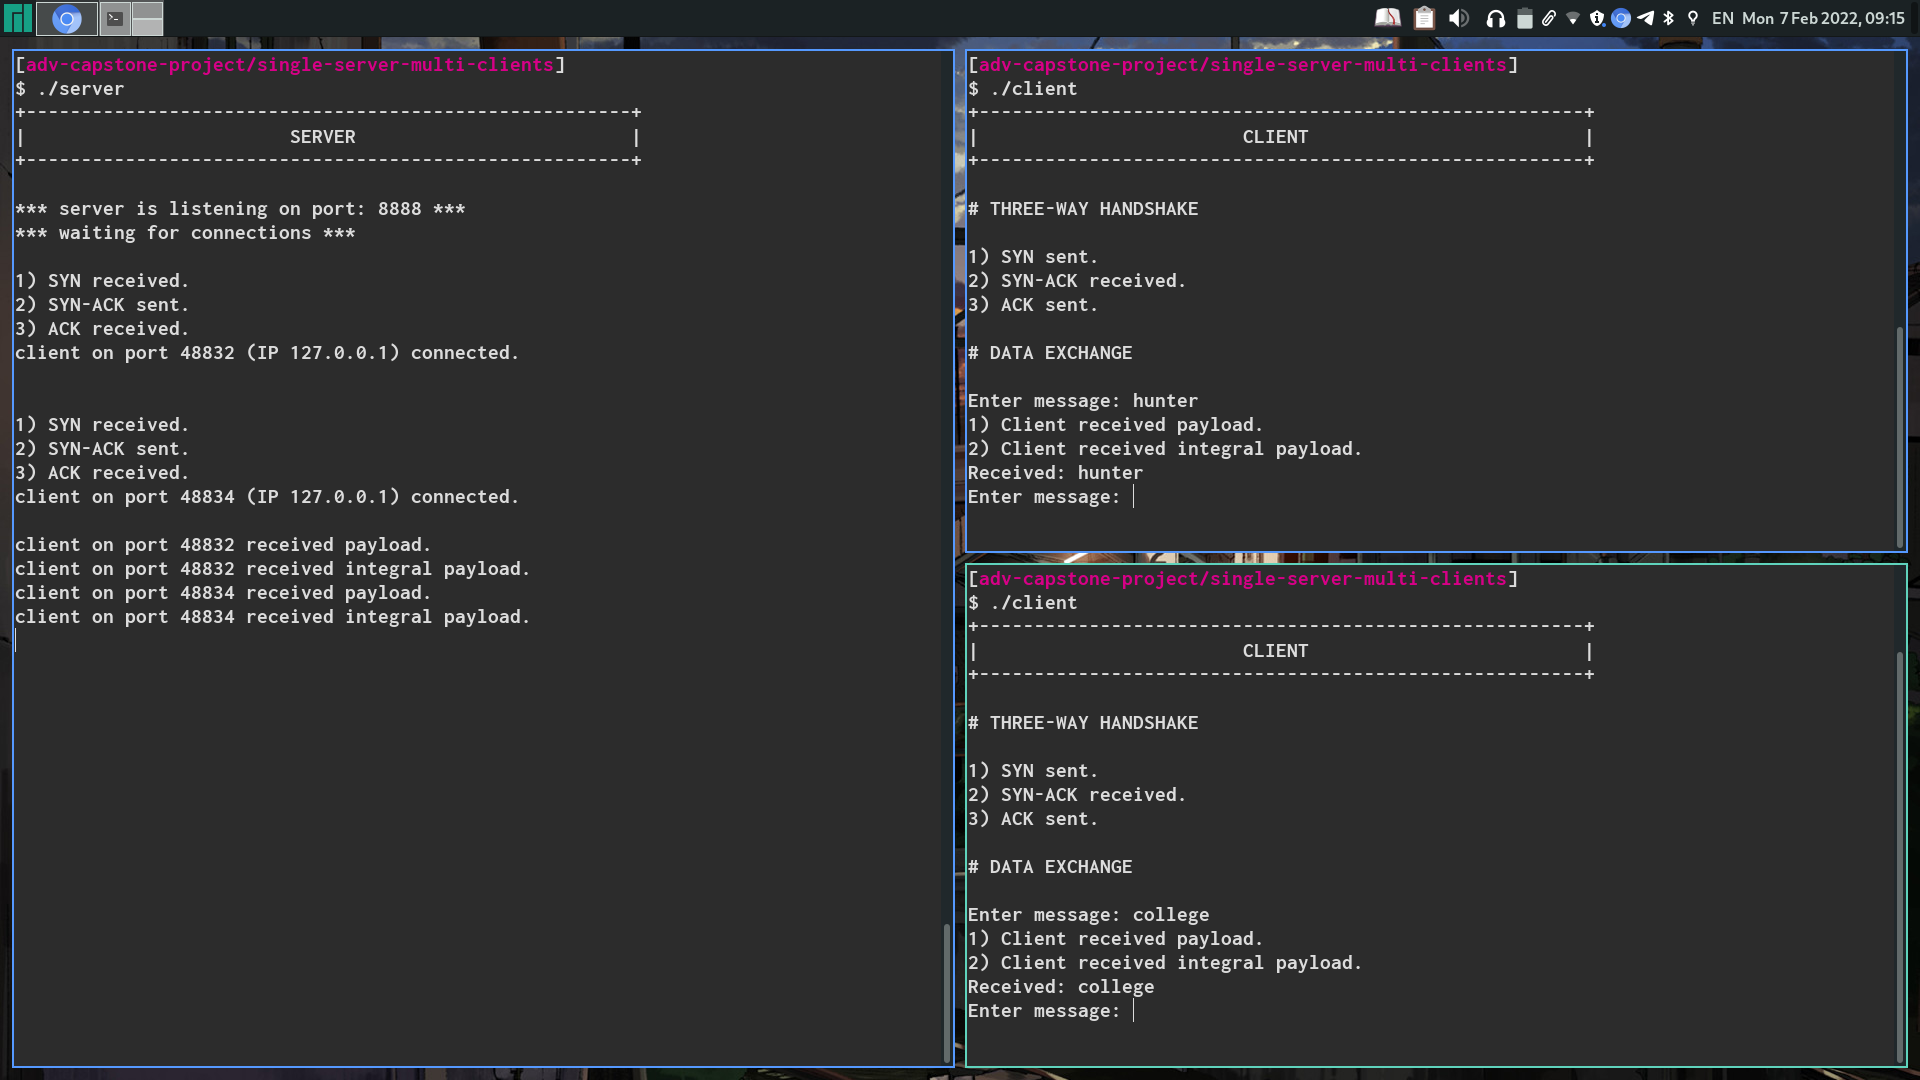 EN Mon 7 Feb 2022, 09:15
[adv-capstone-project/single-server-multi-clients]
$ ./server
+-------------------------------------------------------+
| SERVER |
+-------------------------------------------------------+
*** server is listening on port: 8888 ***
*** waiting for connections ***
1) SYN received.
2) SYN-ACK sent.
3) ACK received.
client on port 48832 (IP 127.0.0.1) connected.
1) SYN received.
2) SYN-ACK sent.
3) ACK received.
client on port 48834 (IP 127.0.0.1) connected.
client on port 48832 received payload.
client on port 48832 received integral payload.
client on port 48834 received payload.
client on port 48834 received integral payload.
[adv-capstone-project/single-server-multi-clients]
$ ./client
+-------------------------------------------------------+
| CLIENT |
+-------------------------------------------------------+
# THREE-WAY HANDSHAKE
1) SYN sent.
2) SYN-ACK received.
3) ACK sent.
# DATA EXCHANGE
Enter message: hunter
1) Client received payload.
2) Client received integral payload.
Received: hunter
Enter message:
[adv-capstone-project/single-server-multi-clients]
$ ./client
+-------------------------------------------------------+
| CLIENT |
+-------------------------------------------------------+
# THREE-WAY HANDSHAKE
1) SYN sent.
2) SYN-ACK received.
3) ACK sent.
# DATA EXCHANGE
Enter message: college
1) Client received payload.
2) Client received integral payload.
Received: college
Enter message: